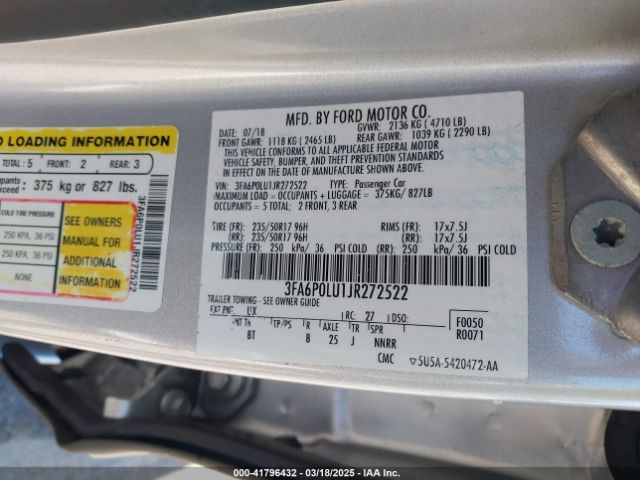 O LOADING INFORMATION
TOTAL: 5 FRONT: 2 REAR: 3
375 kg or 827 lbs.
COLD TIRE PRESSURE
250 KPA, 36 PSI
250 KPA, 36 PSI
NONE
SEE OWNERS
MANUAL FOR
ADDITIONAL
INFORMATION
3FA6P0LU1JR272522
MFD. BY FORD MOTOR CO.
DATE: 07/18 GVWR: 2136 KG (4710 LB)
FRONT GAWR: 1118 KG (2465 LB) REAR GAWR: 1039 KG (2290 LB)
THIS VEHICLE CONFORMS TO ALL APPLICABLE FEDERAL MOTOR
VEHICLE SAFETY, BUMPER, AND THEFT PREVENTION STANDARDS IN
EFFECT ON THE DATE OF MANUFACTURE SHOWN ABOVE.
VIN: 3FA6P0LU1JR272522 TYPE: Passenger Car
MAXIMUM LOAD = OCCUPANTS + LUGGAGE = 375KG/ 827LB
OCCUPANTS = 5 TOTAL; 2 FRONT, 3 REAR
TIRE (FR): 235/50R17 96H RIMS (FR): 17x7.5J
(RR): 235/50R17 96H (RR): 17x7.5J
PRESSURE (FR): 250 kPa/ 36 PSI COLD (RR) 250 kPa/ 36 PSI COLD
3FA6P0LU1JR272522
TRAILER TOWING - SEE OWNER GUIDE
EXT PNT: UX RC: 27 DSO:
INT TR TP/PS R AXLE TR SPR
BT B 25 J NNRR
F0050
R0071
CMC 5U5A-5420472-AA
000-41796432 - 03/18/2025 - IAA Inc.